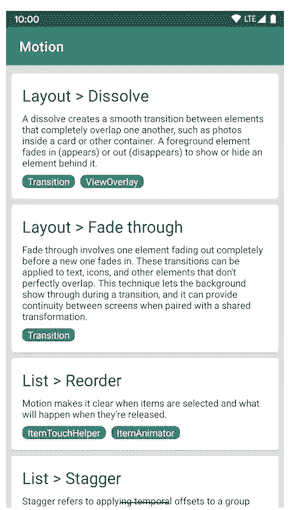 10:00 LTE
Motion
Layout > Dissolve
A dissolve creates a smooth transition between elements
that completely overlap one another, such as photos
inside a card or other container. A foreground element
fades in (appears) or out (disappears) to show or hide an
element behind it.
Transition ViewOverlay
Layout > Fade through
Fade through involves one element fading out completely
before a new one fades in. These transitions can be
applied to text, icons, and other elements that don't
perfectly overlap. This technique lets the background
show through during a transition, and it can provide
continuity between screens when paired with a shared
transformation.
Transition
List > Reorder
Motion makes it clear when items are selected and what
will happen when they're released.
ItemTouchHelper ItemAnimator
List > Stagger
Stagger refers to applying temporal offsets to a group